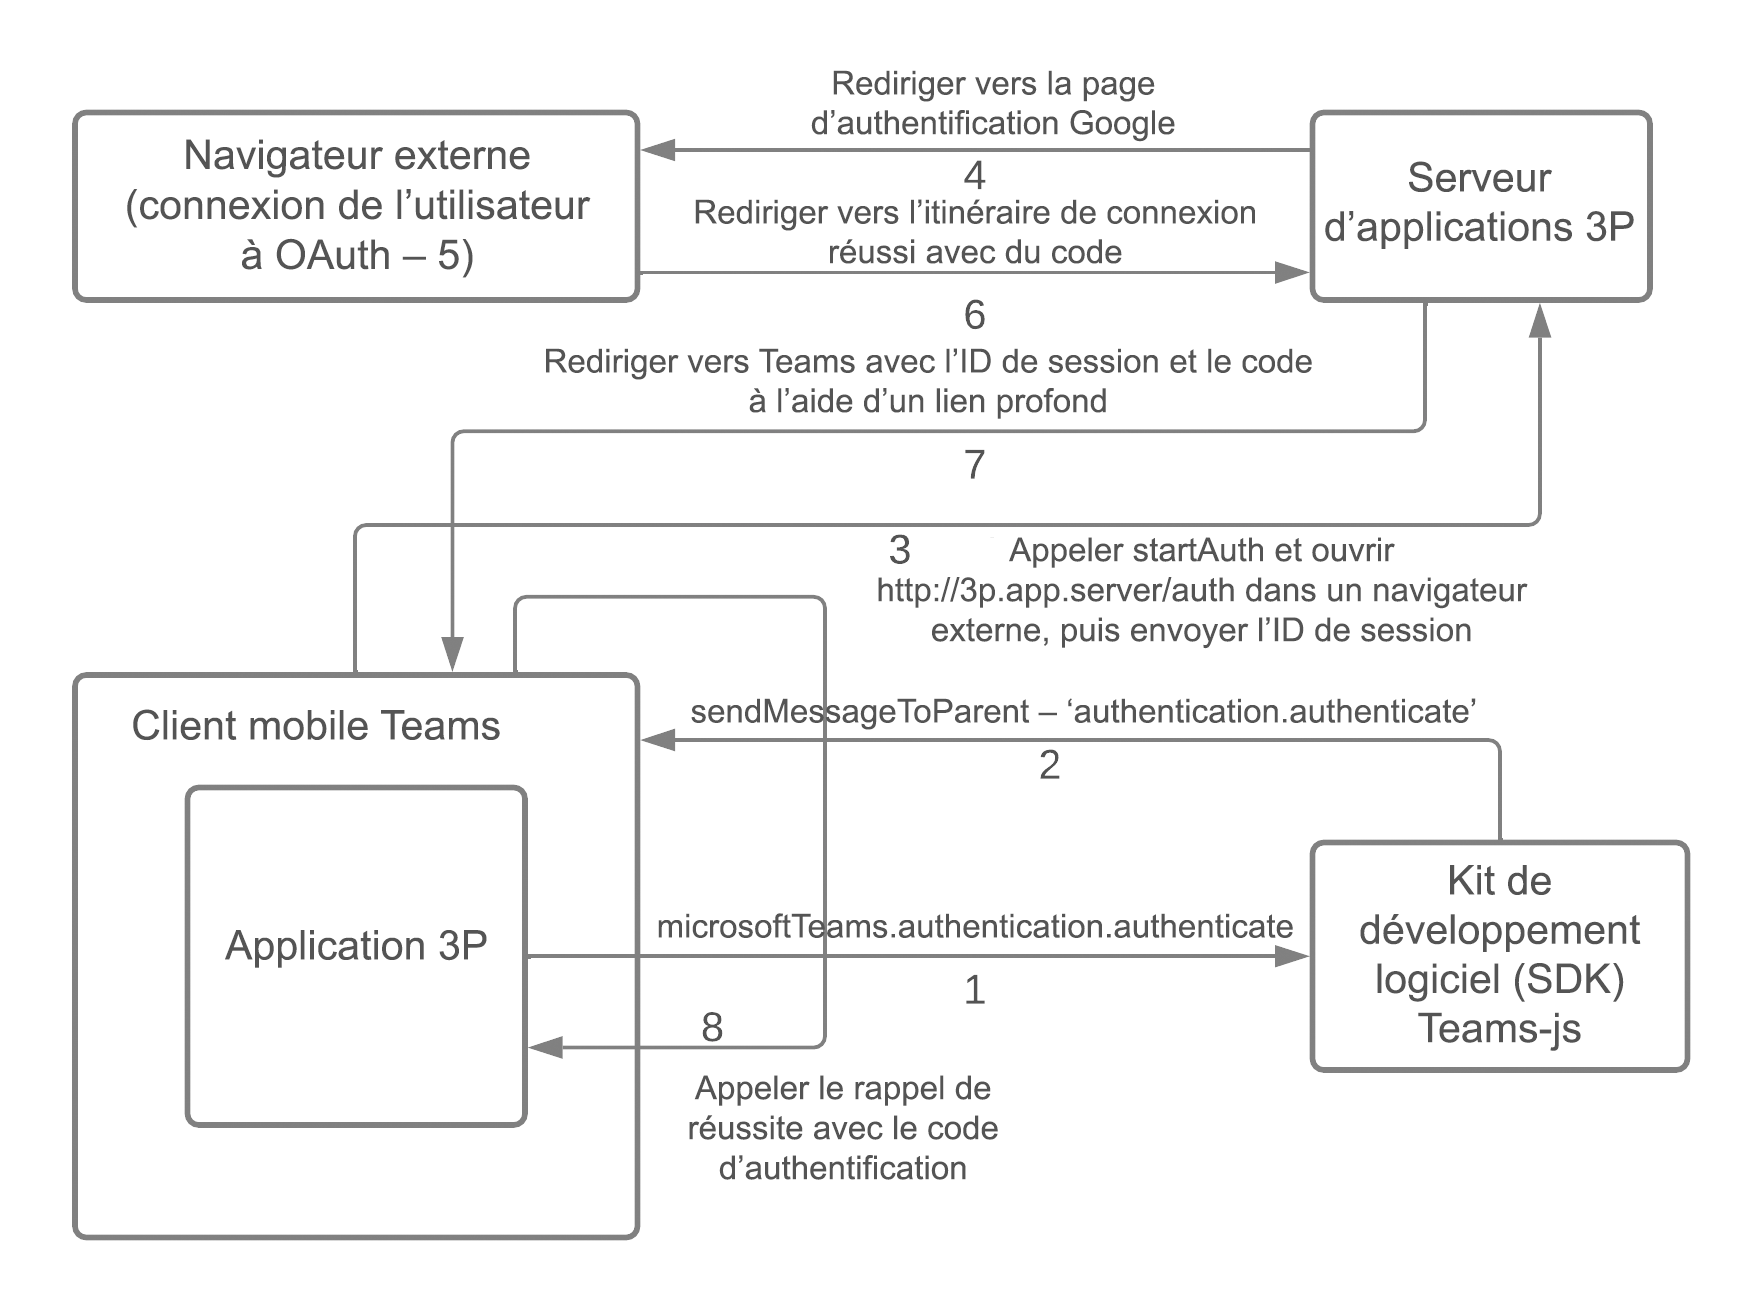 Rediriger vers la page
d’authentification Google
4
Navigateur externe
(connexion de l’utilisateur
à OAuth – 5)
Serveur
d’applications 3P
Rediriger vers l’itinéraire de connexion
réussi avec du code
6
Rediriger vers Teams avec l’ID de session et le code
à l’aide d’un lien profond
7
3
Appeler startAuth et ouvrir
http://3p.app.server/auth dans un navigateur
externe, puis envoyer l’ID de session
Client mobile Teams
sendMessageToParent – ‘authentication.authenticate’
2
Application 3P
microsoftTeams.authentication.authenticate
1
Kit de
développement
logiciel (SDK)
Teams-js
8
Appeler le rappel de
réussite avec le code
d’authentification